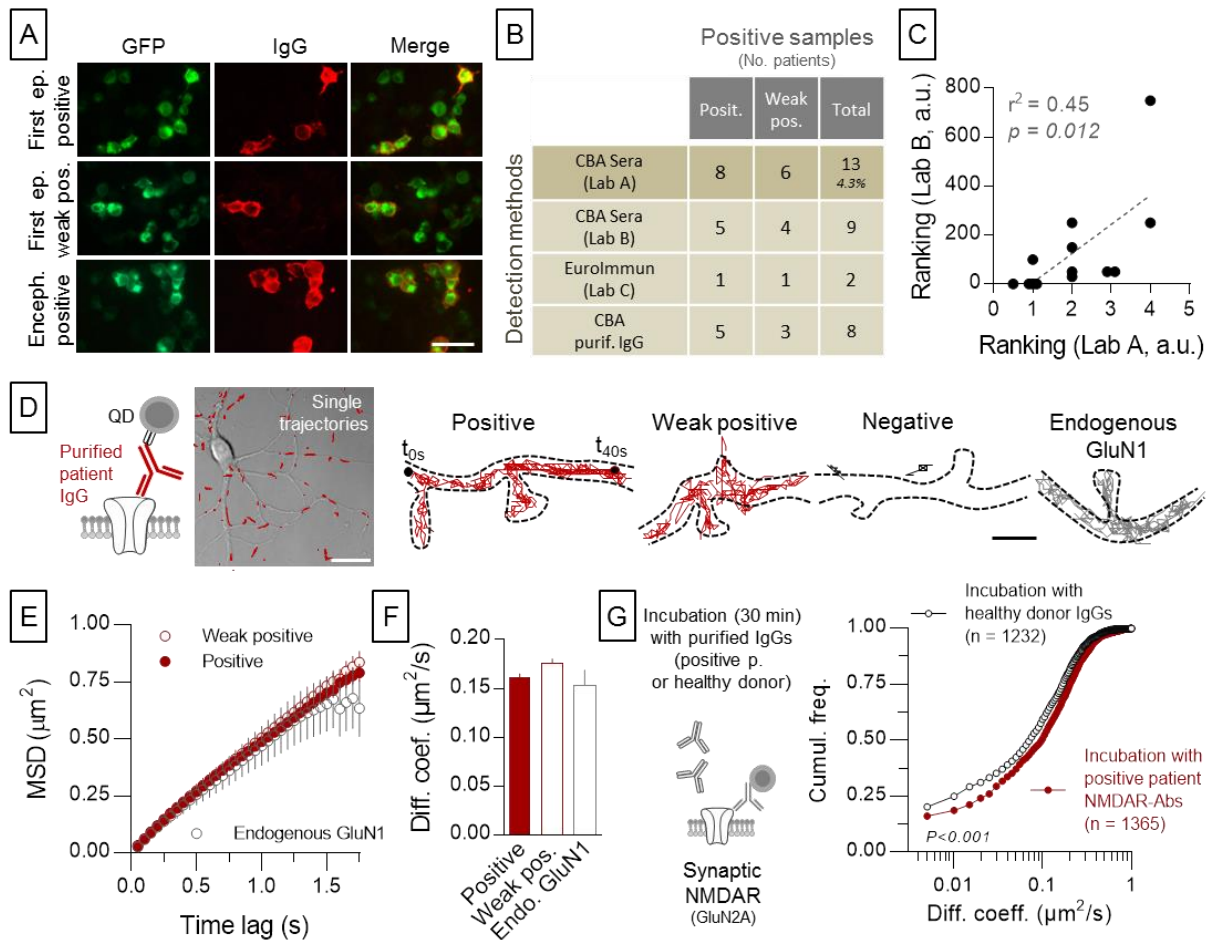 A
GFP
IgG
Merge
First ep.
positive
First ep.
weak pos.
Enceph.
positive
B
Positive samples
(No. patients)
Detection methods
Posit.
Weak
pos.
Total
CBA Sera
(Lab A)
8
6
13
4.3%
CBA Sera
(Lab B)
5
4
9
EuroImmun
(Lab C)
1
1
2
CBA
purif. IgG
5
3
8
C
r² = 0.45
p = 0.012
Ranking (Lab B, a.u.)
800
600
400
200
0
0 1 2 3 4 5
Ranking (Lab A, a.u.)
D
QD
Purified
patient
IgG
Single
trajectories
Positive
t0s
t40s
Weak positive
Negative
Endogenous
GluN1
E
MSD (μm²)
1.00
0.75
0.50
0.25
0.00
Weak positive
Positive
Endogenous GluN1
0.0 0.5 1.0 1.5
Time lag (s)
F
Diff. coef. (μm²/s)
0.20
0.15
0.10
0.05
0.00
Positive
Weak pos.
Endo. GluN1
G
Incubation (30 min)
with purified IgGs
(positive p.
or healthy donor)
Synaptic
NMDAR
(GluN2A)
Cumul. freq.
1.00
0.75
0.50
0.25
0.00
Incubation with
healthy donor IgGs
(n = 1232)
Incubation with
positive patient
NMDAR-Abs
(n = 1365)
P<0.001
0.01 0.1 1
Diff. coeff. (μm²/s)